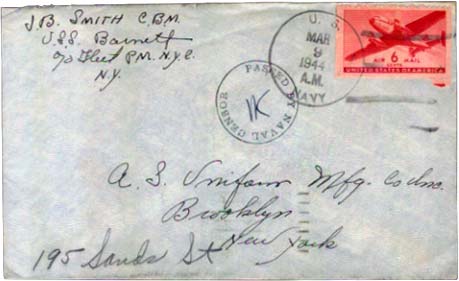 J.B. SMITH C.B.M.
U.S.S. Barnett
c/o Fleet P.M. N.Y.C.
N.Y.
U. S.
MAR
9
1944
A.M.
NAVY
6
CENTS
AIR MAIL
UNITED STATES OF AMERICA
PASSED BY NAVAL CENSOR
A. S. Uniform Mfg. Co Inc.
Brooklyn
New York
195 Sands St